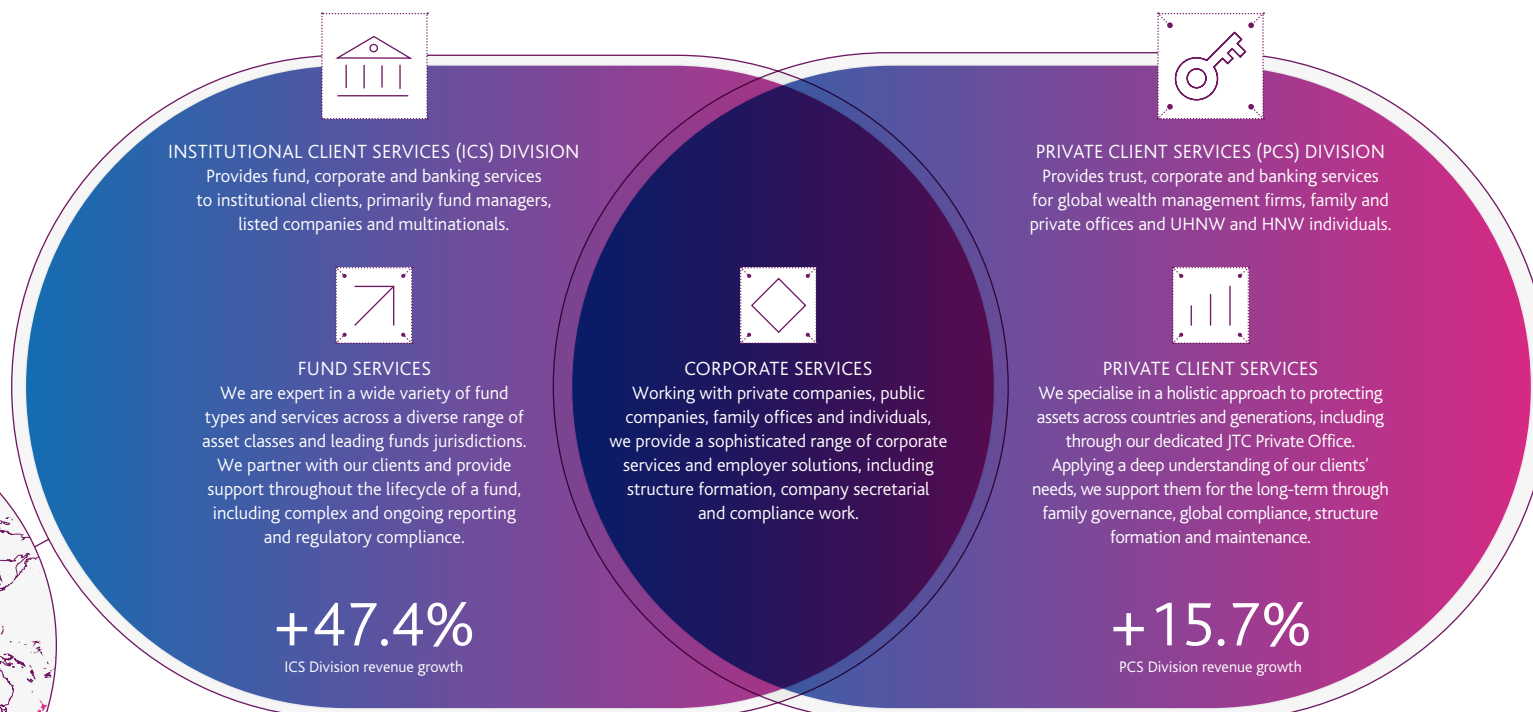 INSTITUTIONAL CLIENT SERVICES (ICS) DIVISION
Provides fund, corporate and banking services
to institutional clients, primarily fund managers,
listed companies and multinationals.
FUND SERVICES
We are expert in a wide variety of fund
types and services across a diverse range of
asset classes and leading funds jurisdictions.
We partner with our clients and provide
support throughout the lifecycle of a fund,
including complex and ongoing reporting
and regulatory compliance.
+47.4%
ICS Division revenue growth
CORPORATE SERVICES
Working with private companies, public
companies, family offices and individuals,
we provide a sophisticated range of corporate
services and employer solutions, including
structure formation, company secretarial
and compliance work.
PRIVATE CLIENT SERVICES (PCS) DIVISION
Provides trust, corporate and banking services
for global wealth management firms, family and
private offices and UHNW and HNW individuals.
PRIVATE CLIENT SERVICES
We specialise in a holistic approach to protecting
assets across countries and generations, including
through our dedicated JTC Private Office.
Applying a deep understanding of our clients'
needs, we support them for the long-term through
family governance, global compliance, structure
formation and maintenance.
+15.7%
PCS Division revenue growth